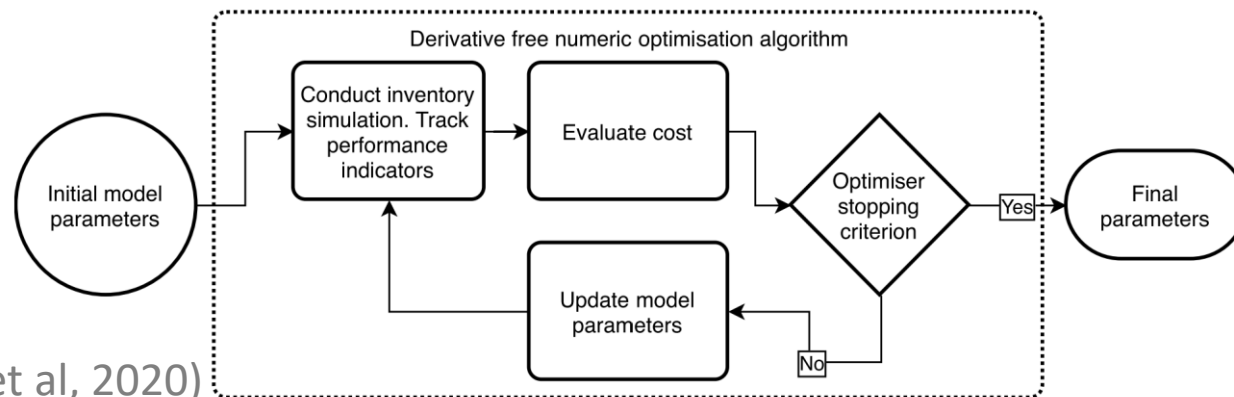 Derivative free numeric optimisation algorithm
Initial model
parameters
Conduct inventory
simulation. Track
performance
indicators
Evaluate cost
Optimiser
stopping
criterion
Yes
Final
parameters
No
Update model
parameters
et al, 2020)